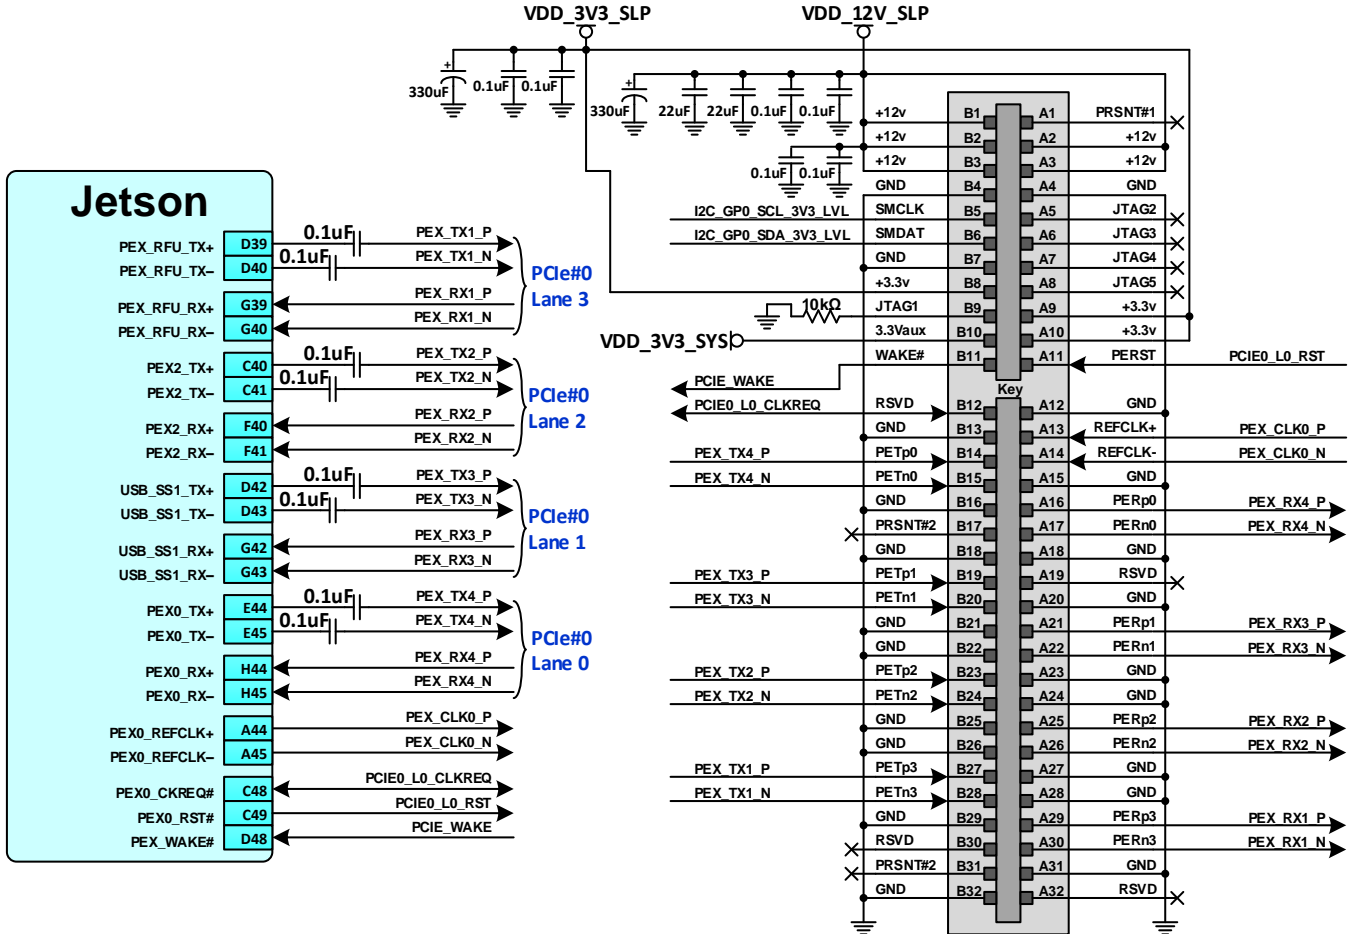 VDD_3V3_SLP
VDD_12V_SLP
+
330uF
0.1uF
0.1uF
+
330uF
22uF
22uF
0.1uF
0.1uF
0.1uF
0.1uF
Jetson
PEX_RFU_TX+ D39 0.1uF PEX_TX1_P
PEX_RFU_TX– D40 0.1uF PEX_TX1_N
PEX_RFU_RX+ G39 PEX_RX1_P
PEX_RFU_RX– G40 PEX_RX1_N
PCIe#0
Lane 3
PEX2_TX+ C40 0.1uF PEX_TX2_P
PEX2_TX– C41 0.1uF PEX_TX2_N
PEX2_RX+ F40 PEX_RX2_P
PEX2_RX– F41 PEX_RX2_N
PCIe#0
Lane 2
USB_SS1_TX+ D42 0.1uF PEX_TX3_P
USB_SS1_TX– D43 0.1uF PEX_TX3_N
USB_SS1_RX+ G42 PEX_RX3_P
USB_SS1_RX– G43 PEX_RX3_N
PCIe#0
Lane 1
PEX0_TX+ E44 0.1uF PEX_TX4_P
PEX0_TX– E45 0.1uF PEX_TX4_N
PEX0_RX+ H44 PEX_RX4_P
PEX0_RX– H45 PEX_RX4_N
PCIe#0
Lane 0
PEX0_REFCLK+ A44 PEX_CLK0_P
PEX0_REFCLK– A45 PEX_CLK0_N
PEX0_CKREQ# C48 PCIE0_L0_CLKREQ
PEX0_RST# C49 PCIE0_L0_RST
PEX_WAKE# D48 PCIE_WAKE
+12v B1 A1 PRSNT#1
+12v B2 A2 +12v
+12v B3 A3 +12v
GND B4 A4 GND
I2C_GP0_SCL_3V3_LVL SMCLK B5 A5 JTAG2
I2C_GP0_SDA_3V3_LVL SMDAT B6 A6 JTAG3
GND B7 A7 JTAG4
+3.3v B8 A8 JTAG5
10kΩ JTAG1 B9 A9 +3.3v
VDD_3V3_SYS 3.3Vaux B10 A10 +3.3v
PCIE_WAKE WAKE# B11 A11 PERST PCIE0_L0_RST
Key
PCIE0_L0_CLKREQ RSVD B12 A12 GND
GND B13 A13 REFCLK+ PEX_CLK0_P
PEX_TX4_P PETp0 B14 A14 REFCLK- PEX_CLK0_N
PEX_TX4_N PETn0 B15 A15 GND
GND B16 A16 PERp0 PEX_RX4_P
PRSNT#2 B17 A17 PERn0 PEX_RX4_N
GND B18 A18 GND
PEX_TX3_P PETp1 B19 A19 RSVD
PEX_TX3_N PETn1 B20 A20 GND
GND B21 A21 PERp1 PEX_RX3_P
GND B22 A22 PERn1 PEX_RX3_N
PEX_TX2_P PETp2 B23 A23 GND
PEX_TX2_N PETn2 B24 A24 GND
GND B25 A25 PERp2 PEX_RX2_P
GND B26 A26 PERn2 PEX_RX2_N
PEX_TX1_P PETp3 B27 A27 GND
PEX_TX1_N PETn3 B28 A28 GND
GND B29 A29 PERp3 PEX_RX1_P
RSVD B30 A30 PERn3 PEX_RX1_N
PRSNT#2 B31 A31 GND
GND B32 A32 RSVD